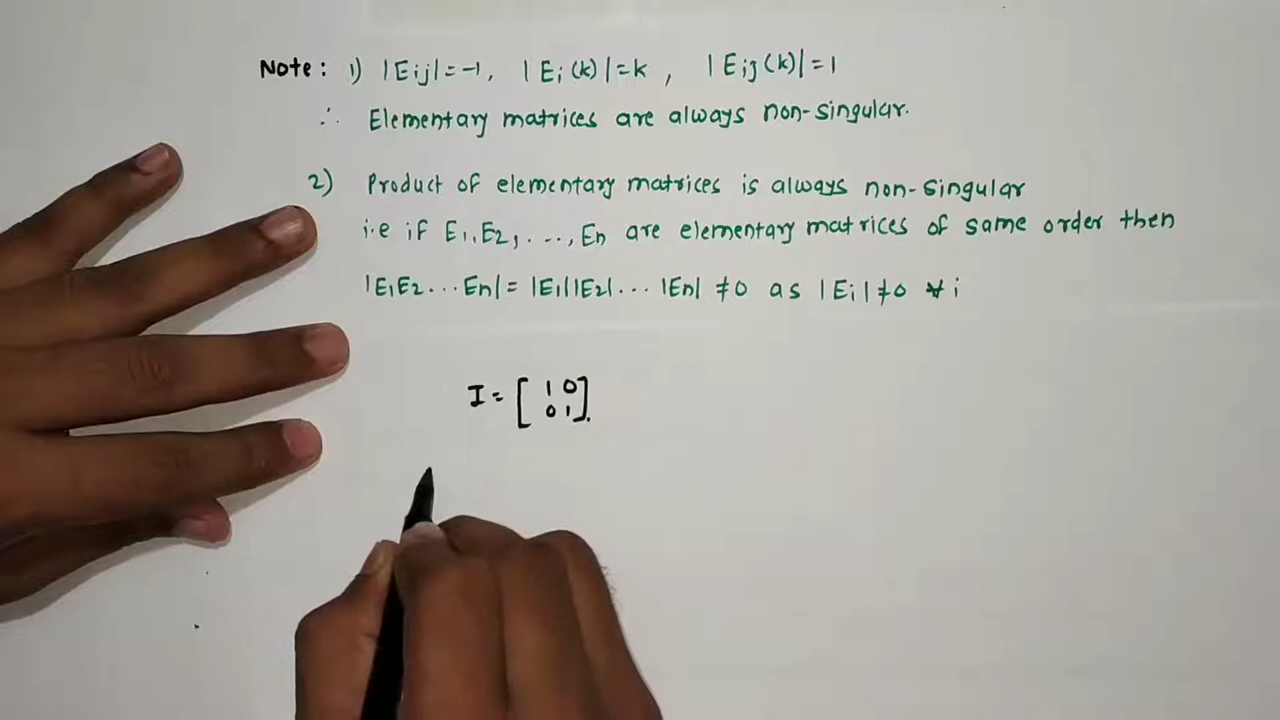 Note: 1) |Eij| = -1, |Ei(k)| = k, |Eij(k)| = 1
∴ Elementary matrices are always non-singular.
2) Product of elementary matrices is always non-singular
i.e if E1, E2, ..., En are elementary matrices of same order then
|E1E2...En| = |E1||E2|... |En| ≠0 as |Ei| ≠0 ∀ i
I = [ 1 0
0 1 ].